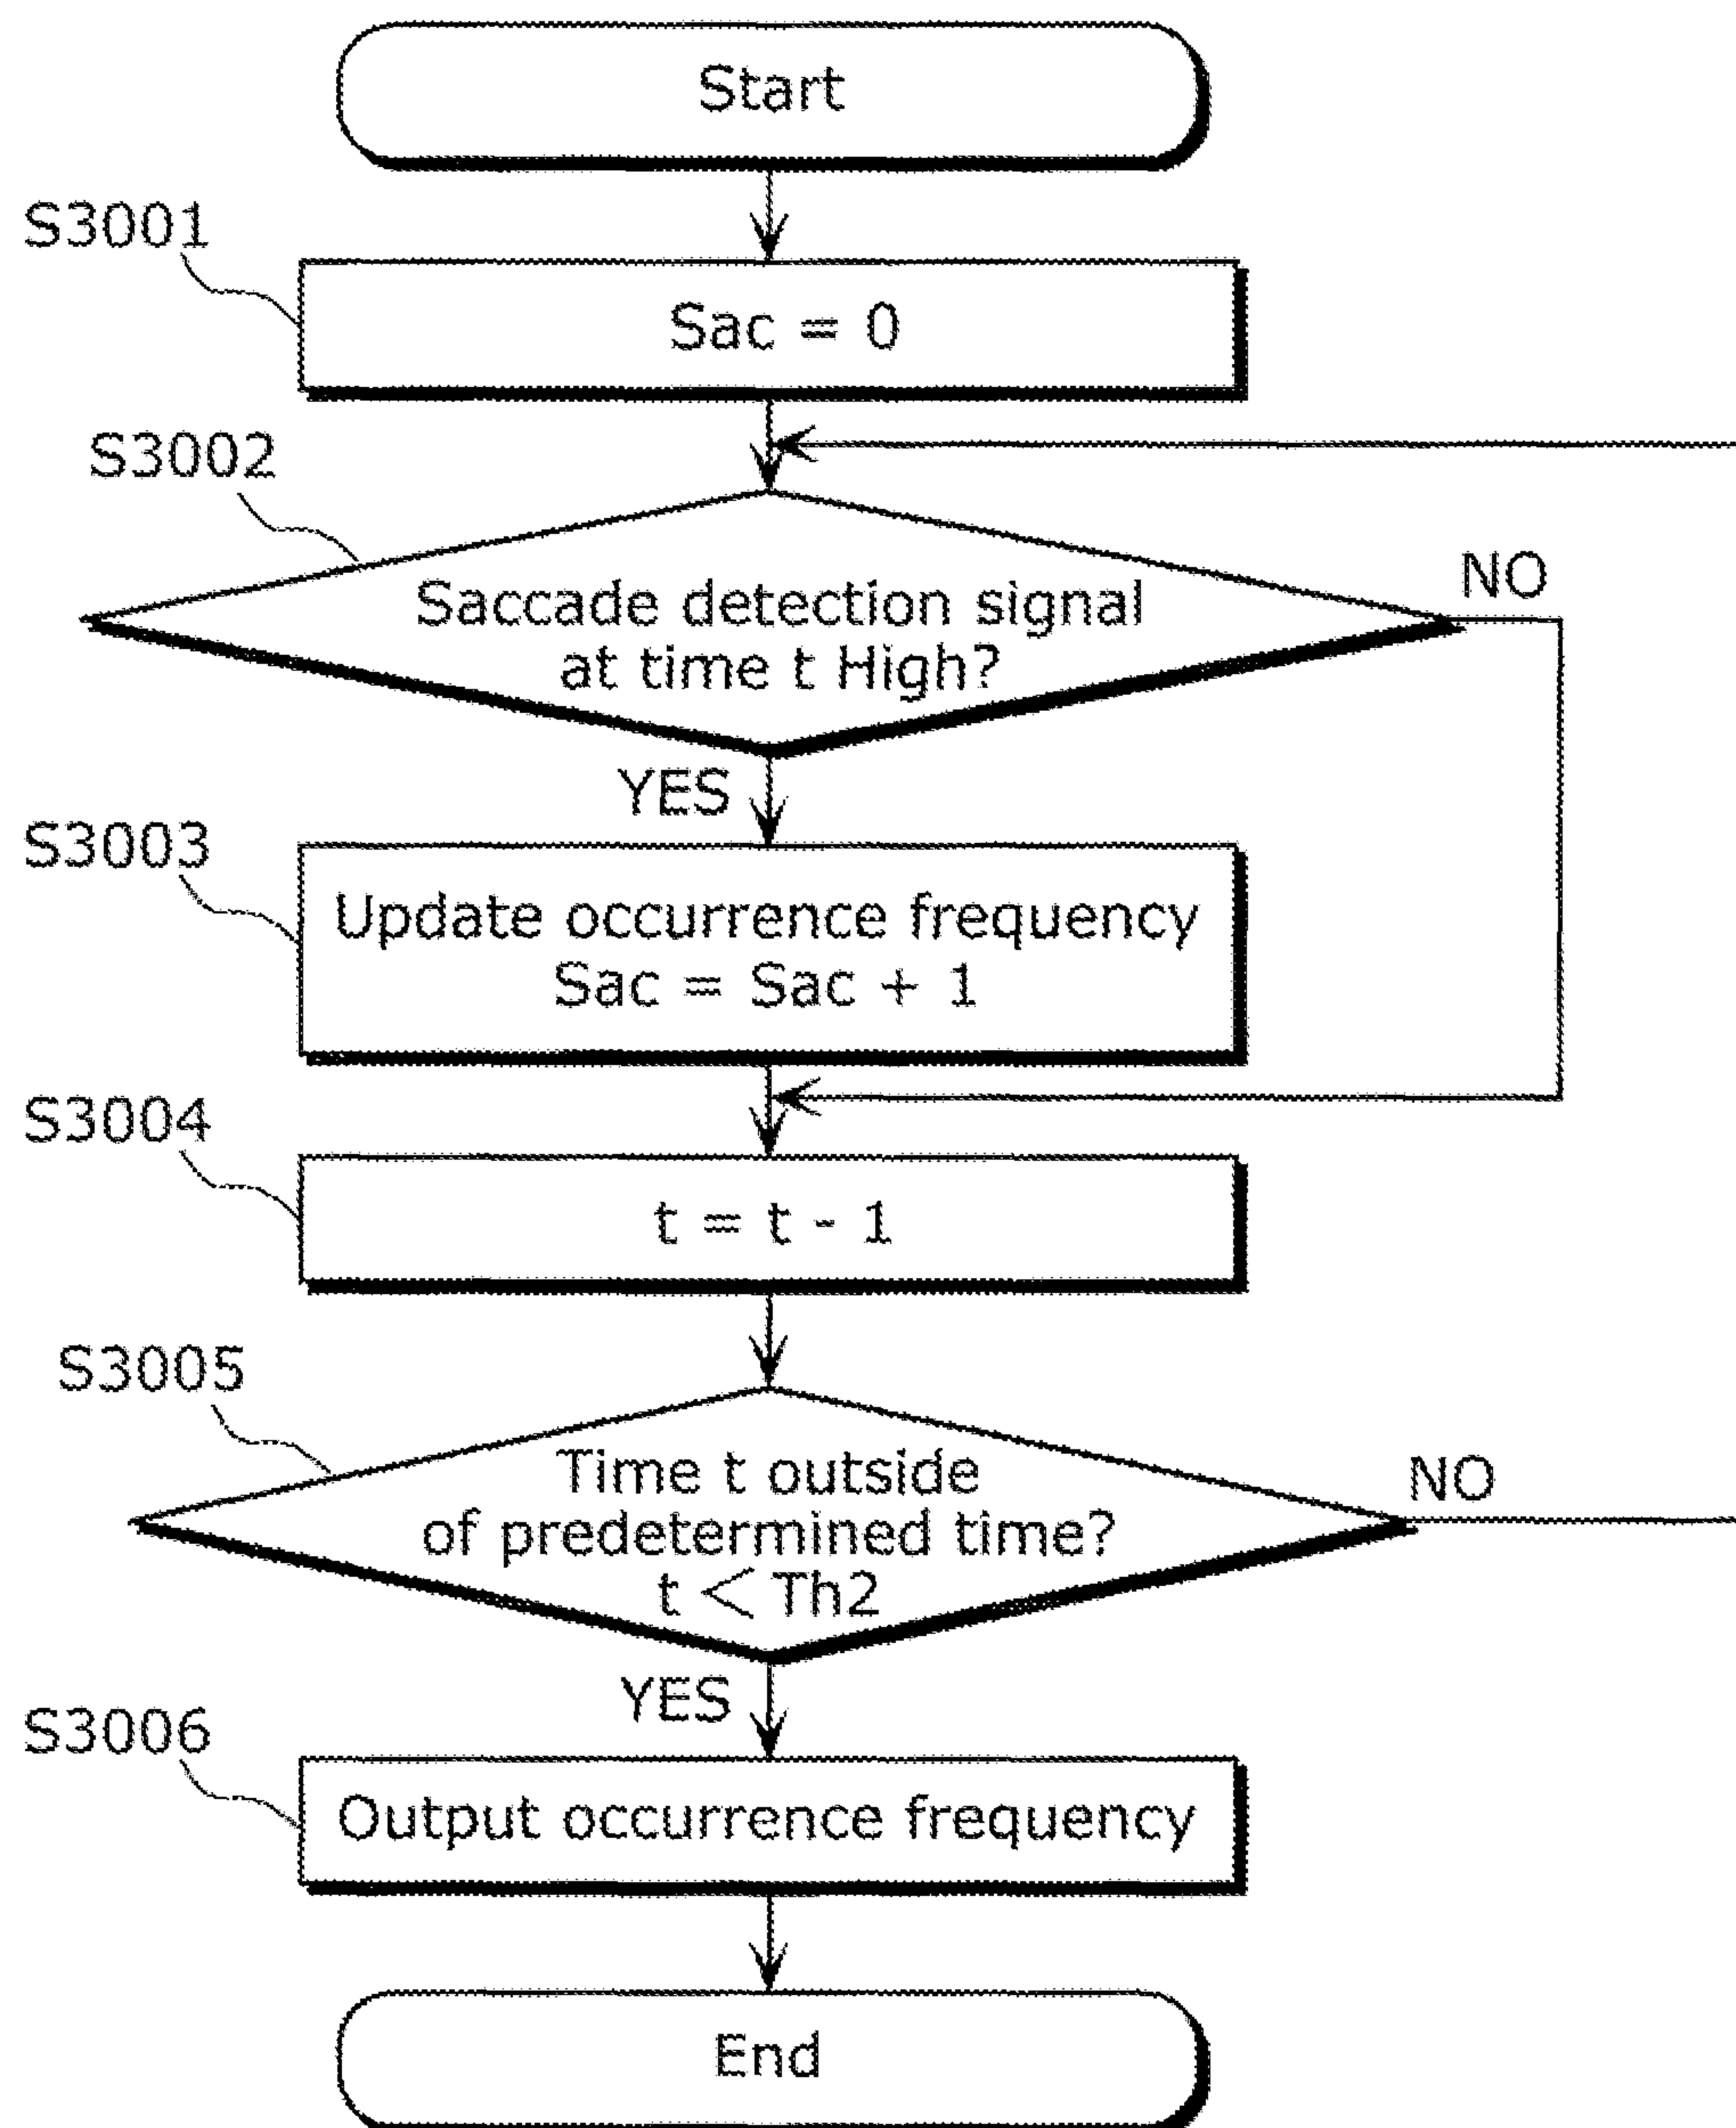 Start
S3001
Sac = 0
S3002
Saccade detection signal
at time t High?
NO
YES
S3003
Update occurrence frequency
Sac = Sac + 1
S3004
t = t - 1
S3005
Time t outside
of predetermined time?
t < Th2
NO
YES
S3006
Output occurrence frequency
End